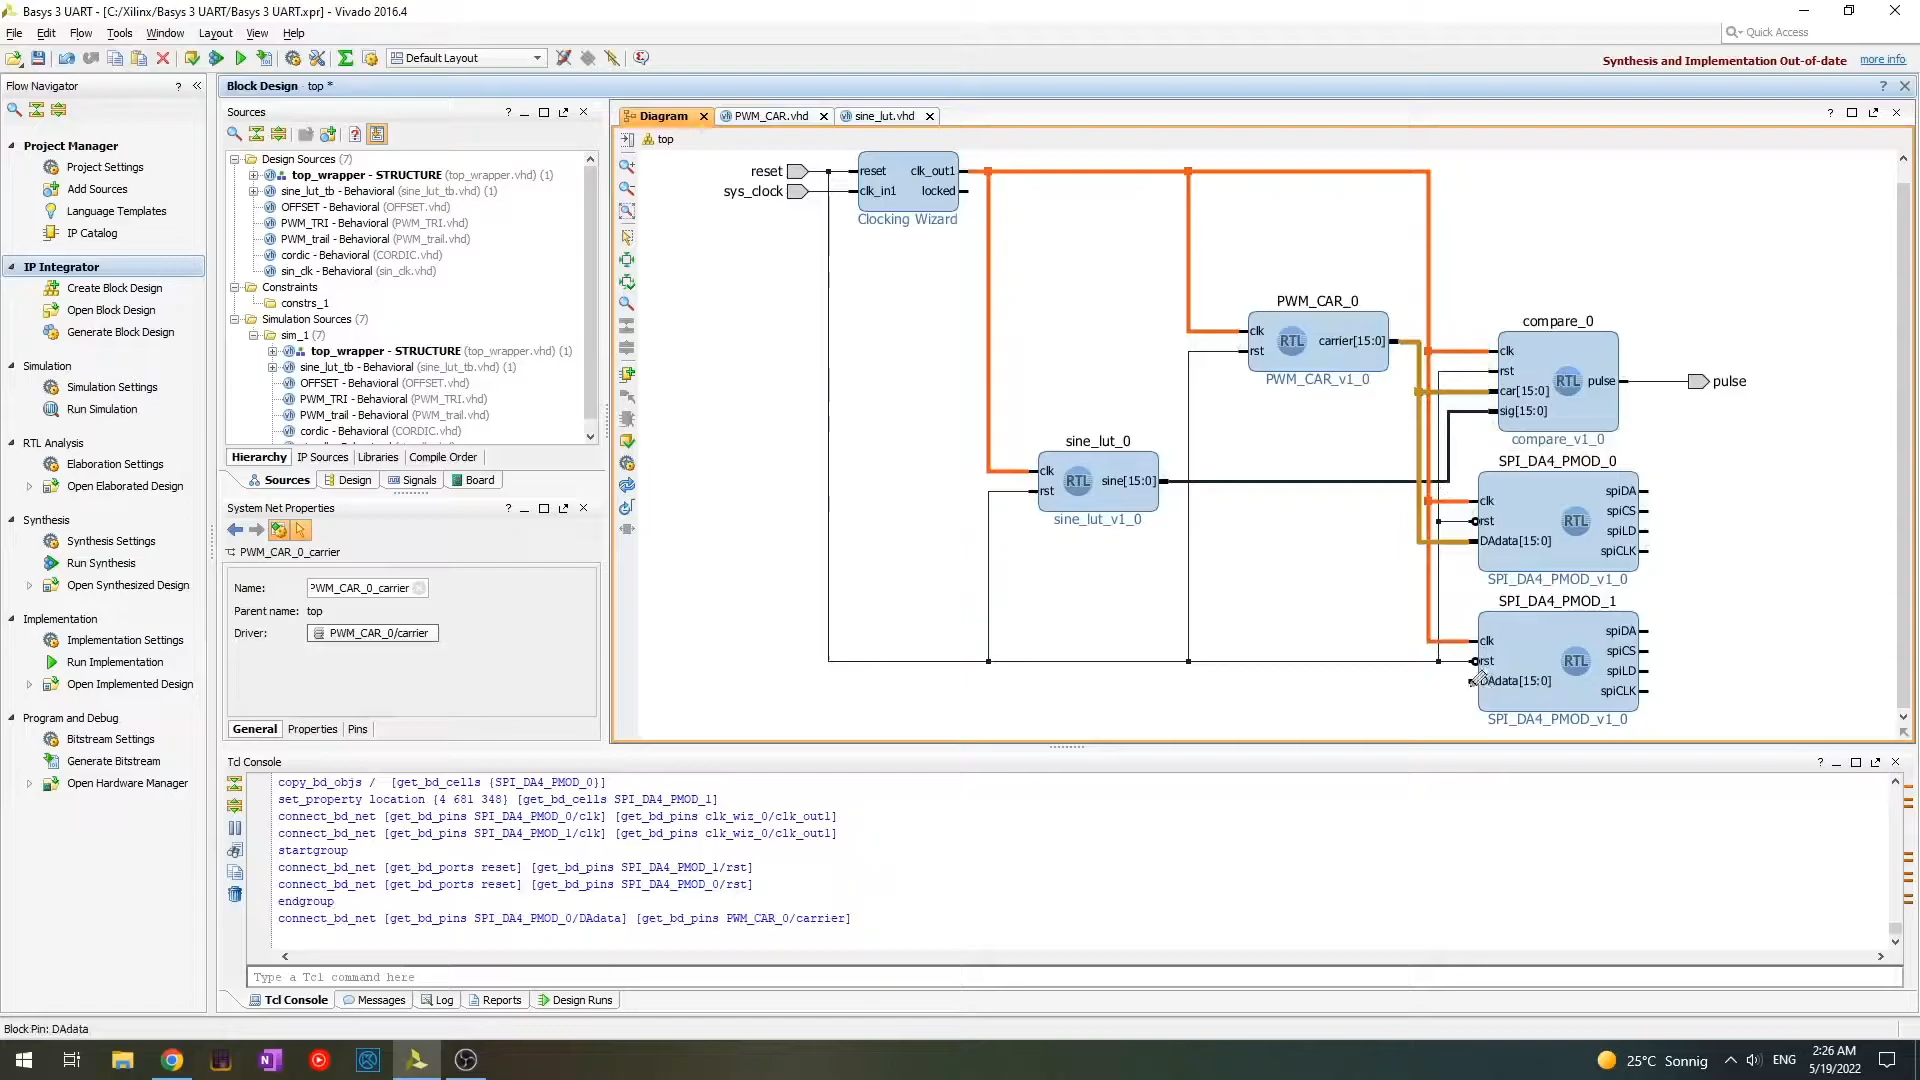 Basys 3 UART - [C:/Xilinx/Basys 3 UART/Basys 3 UART.xpr] - Vivado 2016.4
File Edit Flow Tools Window Layout View Help
Quick Access
Default Layout
Synthesis and Implementation Out-of-date more info
Flow Navigator
Project Manager
Project Settings
Add Sources
Language Templates
IP Catalog
IP Integrator
Create Block Design
Open Block Design
Generate Block Design
Simulation
Simulation Settings
Run Simulation
RTL Analysis
Elaboration Settings
Open Elaborated Design
Synthesis
Synthesis Settings
Run Synthesis
Open Synthesized Design
Implementation
Implementation Settings
Run Implementation
Open Implemented Design
Program and Debug
Bitstream Settings
Generate Bitstream
Open Hardware Manager
Block Design - top *
Sources
Design Sources (7)
top_wrapper - STRUCTURE (top_wrapper.vhd) (1)
sine_lut_tb - Behavioral (sine_lut_tb.vhd) (1)
OFFSET - Behavioral (OFFSET.vhd)
PWM_TRI - Behavioral (PWM_TRI.vhd)
PWM_trail - Behavioral (PWM_trail.vhd)
cordic - Behavioral (CORDIC.vhd)
sin_clk - Behavioral (sin_clk.vhd)
Constraints
constrs_1
Simulation Sources (7)
sim_1 (7)
top_wrapper - STRUCTURE (top_wrapper.vhd) (1)
sine_lut_tb - Behavioral (sine_lut_tb.vhd) (1)
OFFSET - Behavioral (OFFSET.vhd)
PWM_TRI - Behavioral (PWM_TRI.vhd)
PWM_trail - Behavioral (PWM_trail.vhd)
cordic - Behavioral (CORDIC.vhd)
Hierarchy IP Sources Libraries Compile Order
Sources Design Signals Board
System Net Properties
PWM_CAR_0_carrier
Name: PWM_CAR_0_carrier
Parent name: top
Driver: PWM_CAR_0/carrier
General Properties Pins
Diagram PWM_CAR.vhd sine_lut.vhd
top
reset
sys_clock
reset clk_out1
clk_in1 locked
Clocking Wizard
PWM_CAR_0
clk
rst
RTL
carrier[15:0]
PWM_CAR_v1_0
compare_0
clk
rst
car[15:0]
sig[15:0]
RTL
pulse
pulse
compare_v1_0
sine_lut_0
clk
rst
RTL
sine[15:0]
sine_lut_v1_0
SPI_DA4_PMOD_0
clk
rst
DAdata[15:0]
RTL
spiDA
spiCS
spiLD
spiCLK
SPI_DA4_PMOD_v1_0
SPI_DA4_PMOD_1
clk
rst
DAdata[15:0]
RTL
spiDA
spiCS
spiLD
spiCLK
SPI_DA4_PMOD_v1_0
Tcl Console
copy_bd_objs / [get_bd_cells {SPI_DA4_PMOD_0}]
set_property location {4 681 348} [get_bd_cells SPI_DA4_PMOD_1]
connect_bd_net [get_bd_pins SPI_DA4_PMOD_0/clk] [get_bd_pins clk_wiz_0/clk_out1]
connect_bd_net [get_bd_pins SPI_DA4_PMOD_1/clk] [get_bd_pins clk_wiz_0/clk_out1]
startgroup
connect_bd_net [get_bd_ports reset] [get_bd_pins SPI_DA4_PMOD_1/rst]
connect_bd_net [get_bd_ports reset] [get_bd_pins SPI_DA4_PMOD_0/rst]
endgroup
connect_bd_net [get_bd_pins SPI_DA4_PMOD_0/DAdata] [get_bd_pins PWM_CAR_0/carrier]
Type a Tcl command here
Tcl Console Messages Log Reports Design Runs
Block Pin: DAdata
25°C Sonnig
ENG
2:26 AM
5/19/2022